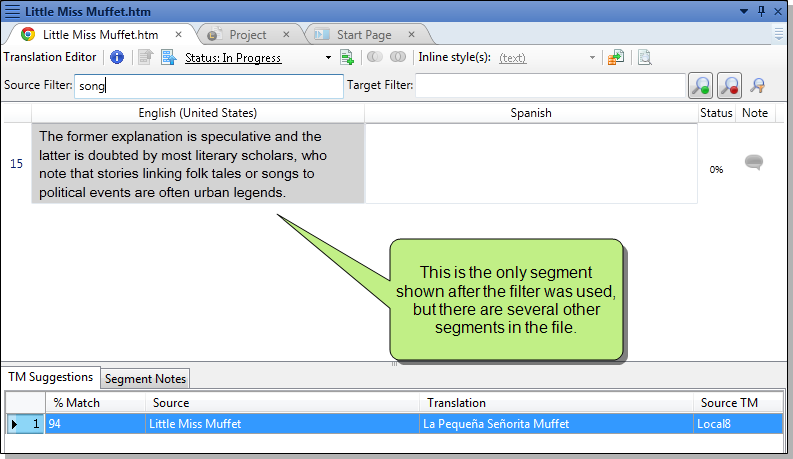 Little Miss Muffet.htm
Little Miss Muffet.htm Project Start Page
Translation Editor Status: In Progress Inline style(s): (text)
Source Filter: song Target Filter:
English (United States) Spanish Status Note
15
The former explanation is speculative and the
latter is doubted by most literary scholars, who
note that stories linking folk tales or songs to
political events are often urban legends.
0%
This is the only segment
shown after the filter was used,
but there are several other
segments in the file.
TM Suggestions Segment Notes
% Match Source Translation Source TM
1 94 Little Miss Muffet La Pequeña Señorita Muffet Local8